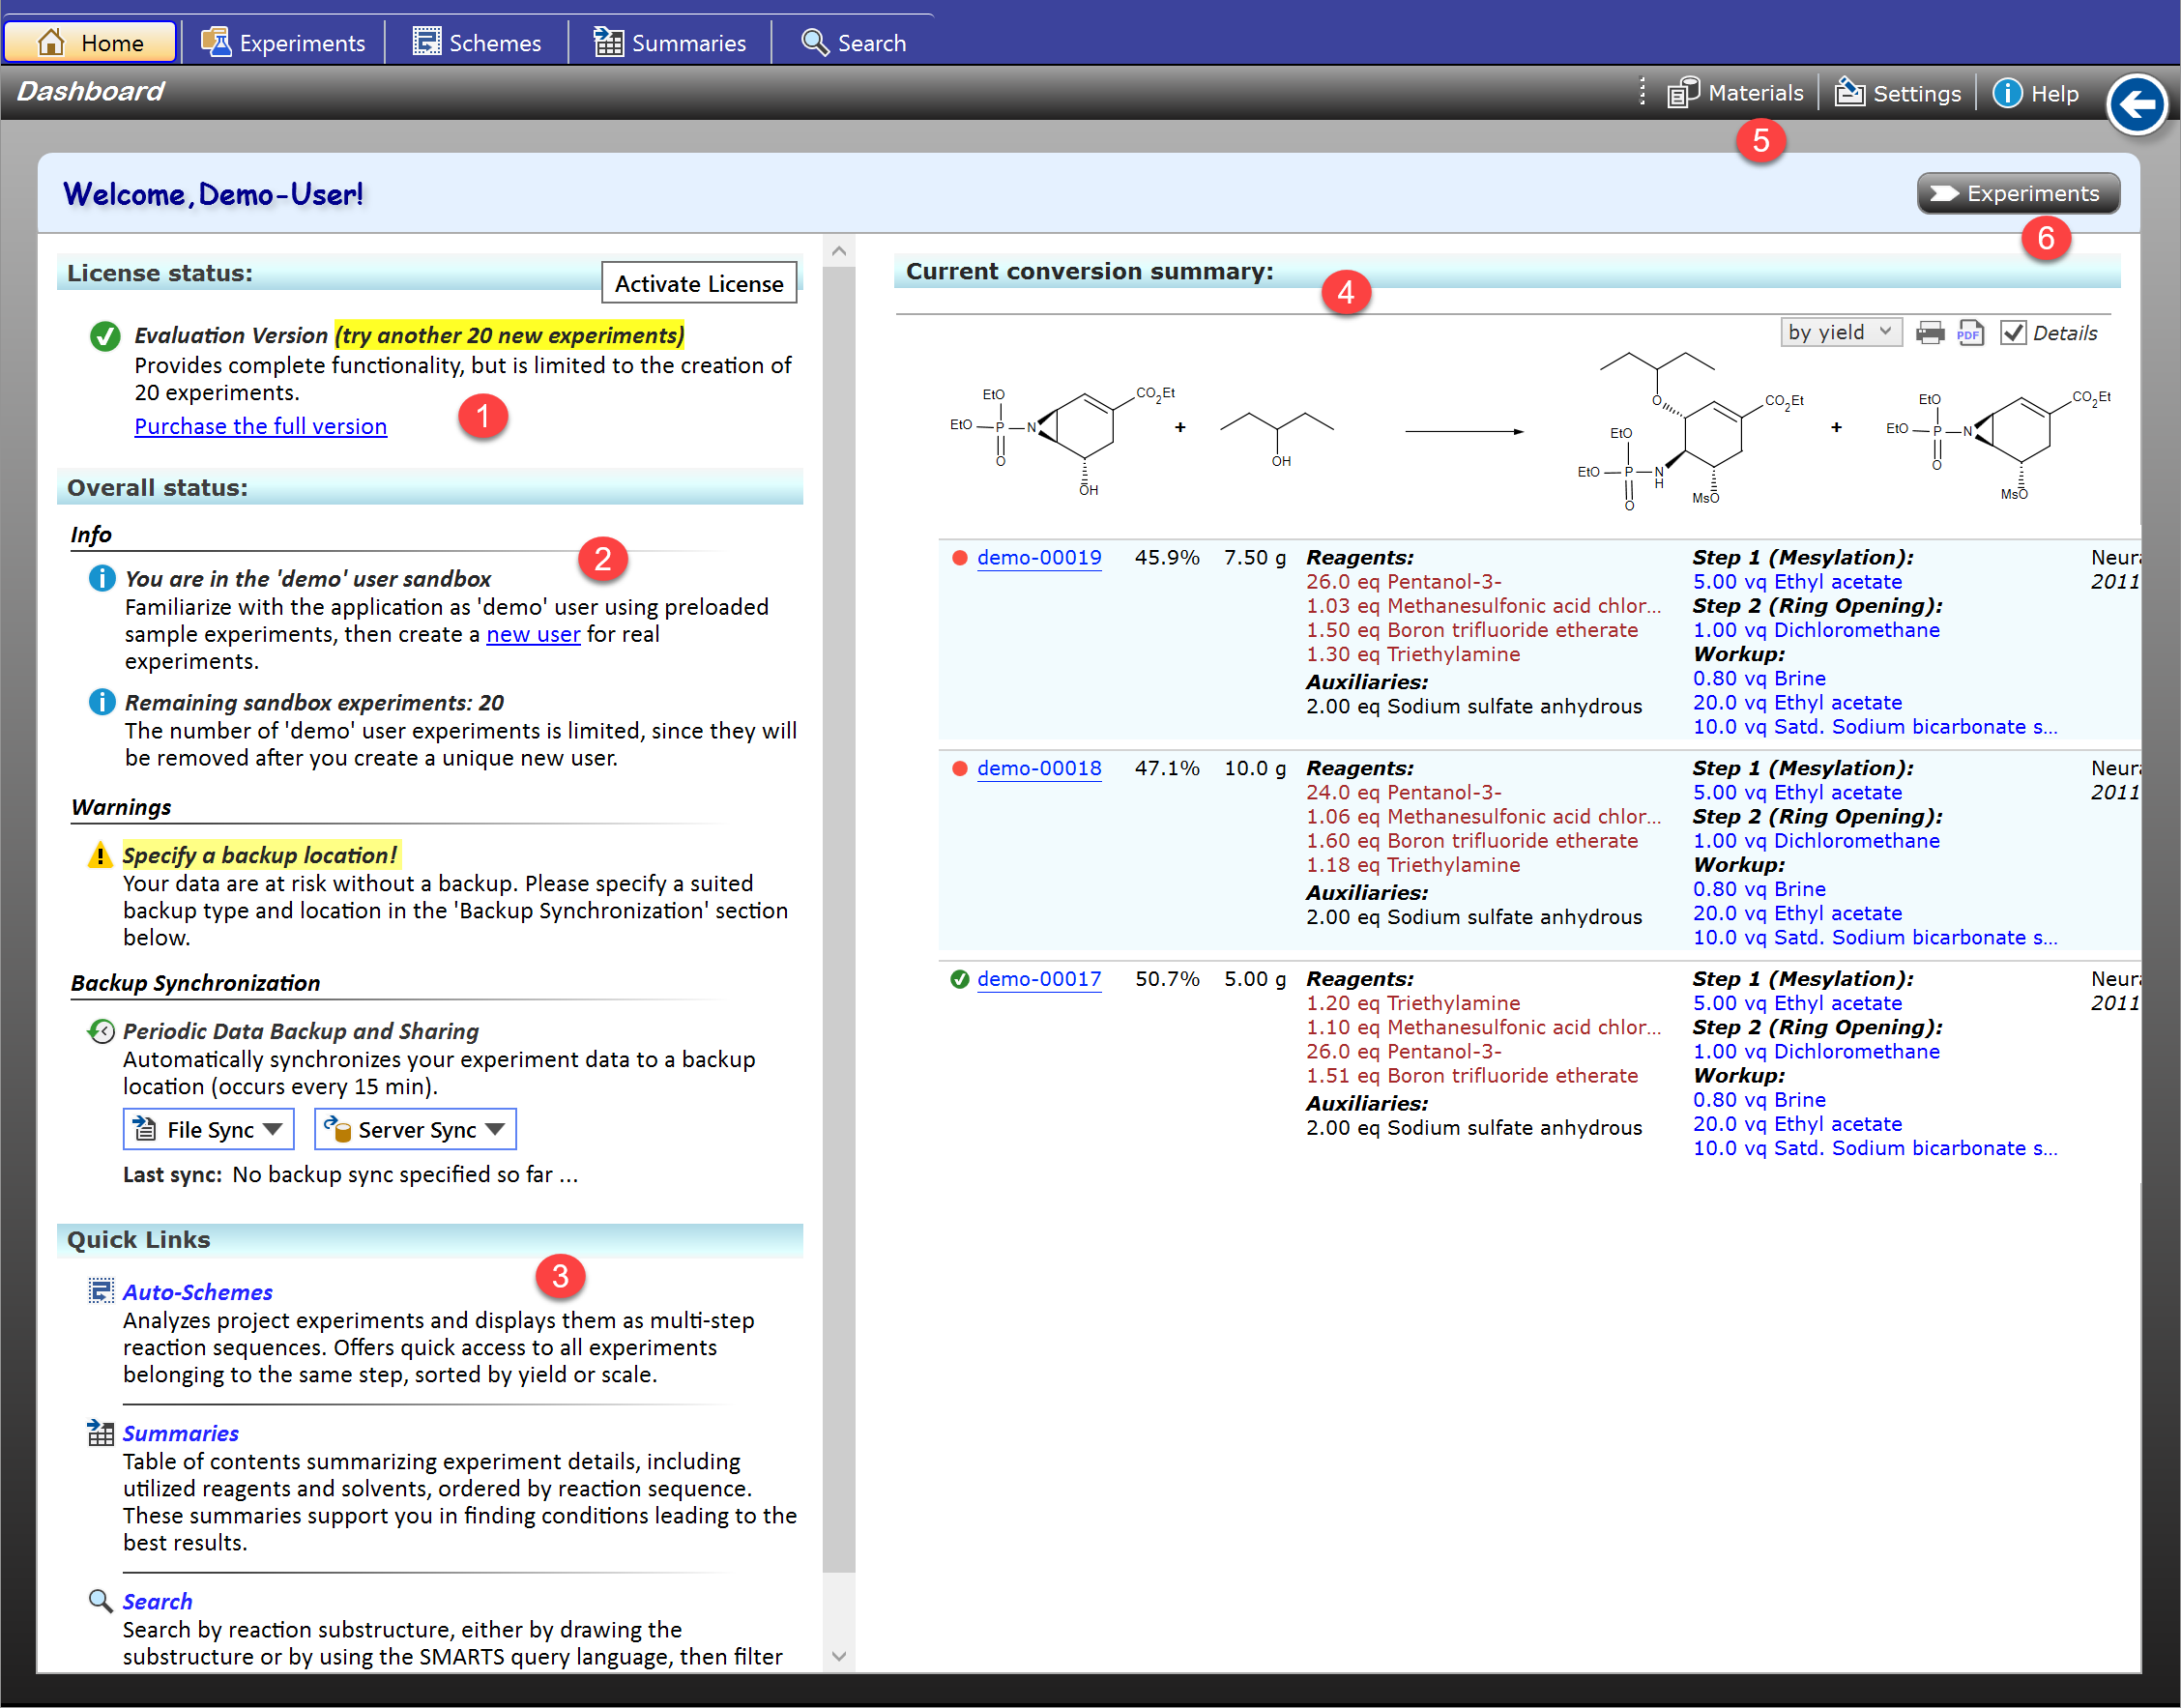 Home
Experiments
Schemes
Summaries
Search
Dashboard
Materials
Settings
Help
5
Welcome, Demo-User!
Experiments
6
License status:
Activate License
Evaluation Version (try another 20 new experiments)
Provides complete functionality, but is limited to the creation of
20 experiments.
Purchase the full version
1
Overall status:
Info
2
You are in the 'demo' user sandbox
Familiarize with the application as 'demo' user using preloaded
sample experiments, then create a new user for real
experiments.
Remaining sandbox experiments: 20
The number of 'demo' user experiments is limited, since they will
be removed after you create a unique new user.
Warnings
Specify a backup location!
Your data are at risk without a backup. Please specify a suited
backup type and location in the 'Backup Synchronization' section
below.
Backup Synchronization
Periodic Data Backup and Sharing
Automatically synchronizes your experiment data to a backup
location (occurs every 15 min).
File Sync
Server Sync
Last sync: No backup sync specified so far ...
Quick Links
3
Auto-Schemes
Analyzes project experiments and displays them as multi-step
reaction sequences. Offers quick access to all experiments
belonging to the same step, sorted by yield or scale.
Summaries
Table of contents summarizing experiment details, including
utilized reagents and solvents, ordered by reaction sequence.
These summaries support you in finding conditions leading to the
best results.
Search
Search by reaction substructure, either by drawing the
substructure or by using the SMARTS query language, then filter
Current conversion summary:
4
by yield
PDF
Details
EtO
EtO
P
N
O
CO2Et
OH
+
OH
O
CO2Et
EtO
EtO
P
N
H
O
MsO
+
EtO
EtO
P
N
O
CO2Et
MsO
demo-00019 45.9% 7.50 g
Reagents:
26.0 eq Pentanol-3-
1.03 eq Methanesulfonic acid chlor...
1.50 eq Boron trifluoride etherate
1.30 eq Triethylamine
Auxiliaries:
2.00 eq Sodium sulfate anhydrous
Step 1 (Mesylation):
5.00 vq Ethyl acetate
Step 2 (Ring Opening):
1.00 vq Dichloromethane
Workup:
0.80 vq Brine
20.0 vq Ethyl acetate
10.0 vq Satd. Sodium bicarbonate s...
Neura
2011
demo-00018 47.1% 10.0 g
Reagents:
24.0 eq Pentanol-3-
1.06 eq Methanesulfonic acid chlor...
1.60 eq Boron trifluoride etherate
1.18 eq Triethylamine
Auxiliaries:
2.00 eq Sodium sulfate anhydrous
Step 1 (Mesylation):
5.00 vq Ethyl acetate
Step 2 (Ring Opening):
1.00 vq Dichloromethane
Workup:
0.80 vq Brine
20.0 vq Ethyl acetate
10.0 vq Satd. Sodium bicarbonate s...
Neura
2011
demo-00017 50.7% 5.00 g
Reagents:
1.20 eq Triethylamine
1.10 eq Methanesulfonic acid chlor...
26.0 eq Pentanol-3-
1.51 eq Boron trifluoride etherate
Auxiliaries:
2.00 eq Sodium sulfate anhydrous
Step 1 (Mesylation):
5.00 vq Ethyl acetate
Step 2 (Ring Opening):
1.00 vq Dichloromethane
Workup:
0.80 vq Brine
20.0 vq Ethyl acetate
10.0 vq Satd. Sodium bicarbonate s...
Neura
2011